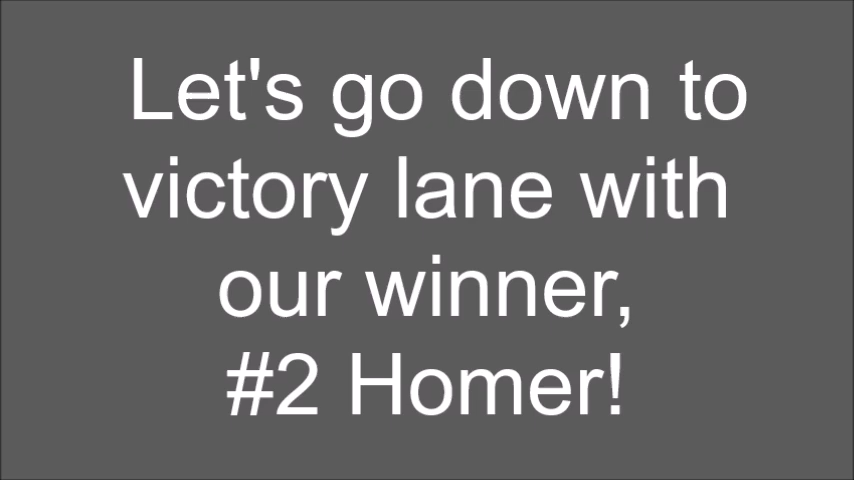 Let's go down to
victory lane with
our winner,
#2 Homer!